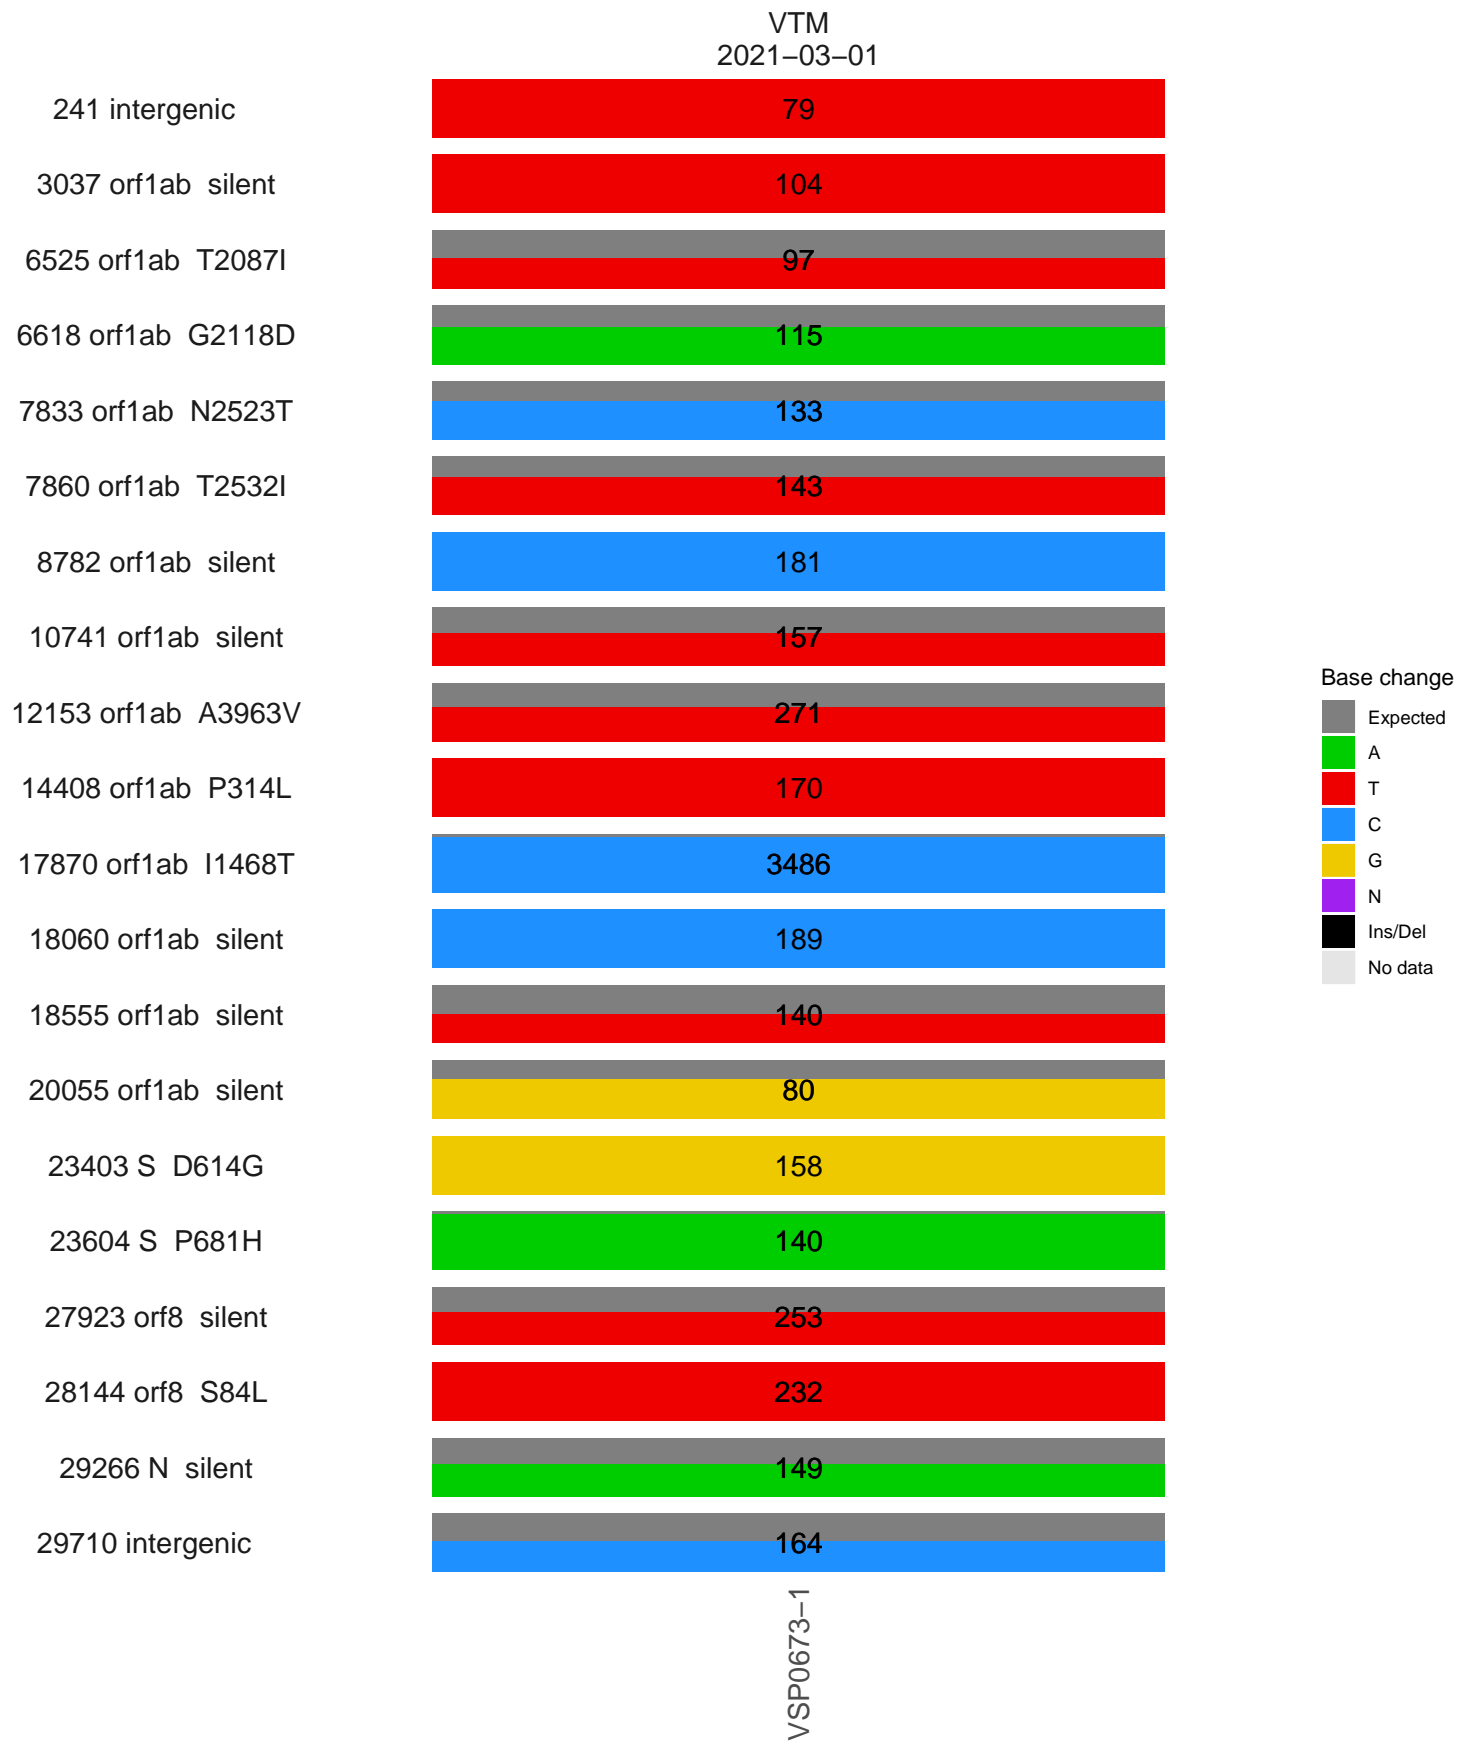 VTM
2021−03−01
241 intergenic 79
3037 orf1ab  silent 104
6525 orf1ab  T2087I 97
6618 orf1ab  G2118D 115
7833 orf1ab  N2523T 133
7860 orf1ab  T2532I 143
8782 orf1ab  silent 181
10741 orf1ab  silent 157
12153 orf1ab  A3963V 271
14408 orf1ab  P314L 170
17870 orf1ab  I1468T 3486
18060 orf1ab  silent 189
18555 orf1ab  silent 140
20055 orf1ab  silent 80
23403 S  D614G 158
23604 S  P681H 140
27923 orf8  silent 253
28144 orf8  S84L 232
29266 N  silent 149
29710 intergenic 164
VSP0673−1
Base change
Expected
A
T
C
G
N
Ins/Del
No data